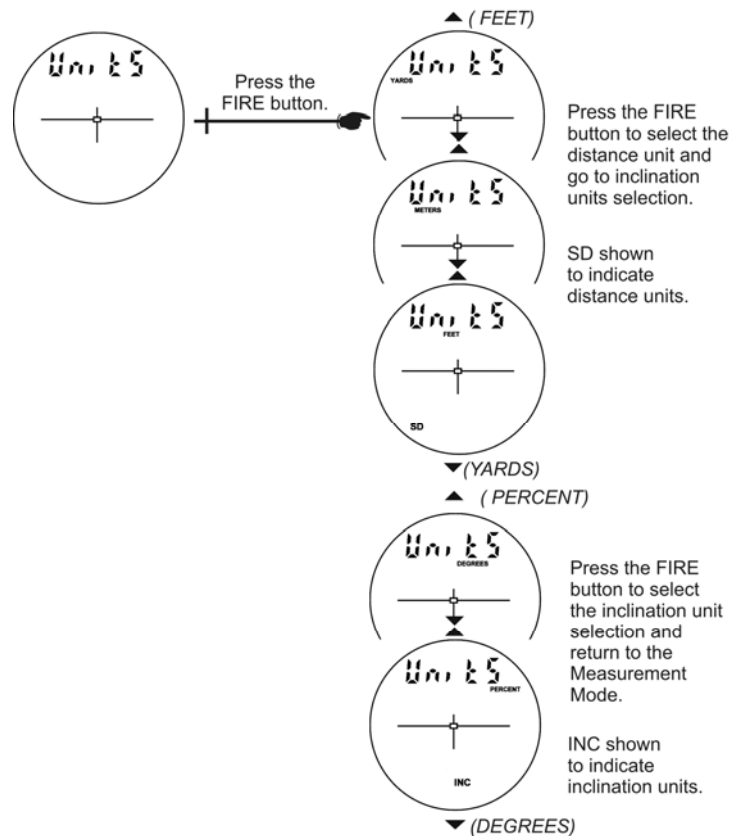 ( FEET)
UnitS
Press the
FIRE button.
UnitS
YARDS
Press the FIRE
button to select the
distance unit and
go to inclination
units selection.
UnitS
METERS
SD shown
to indicate
distance units.
UnitS
FEET
SD
(YARDS)
( PERCENT)
UnitS
DEGREES
Press the FIRE
button to select
the inclination unit
selection and
return to the
Measurement
Mode.
UnitS
PERCENT
INC
INC shown
to indicate
inclination units.
(DEGREES)